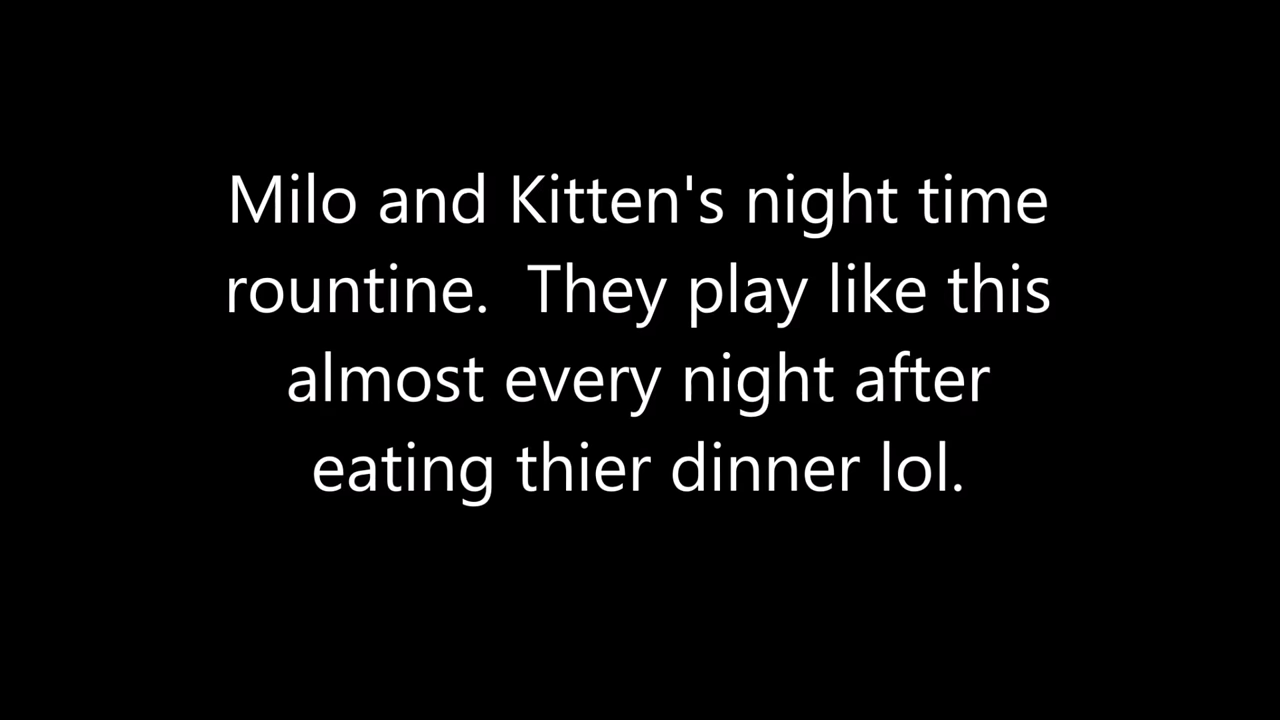 Milo and Kitten's night time
rountine.  They play like this
almost every night after
eating thier dinner lol.